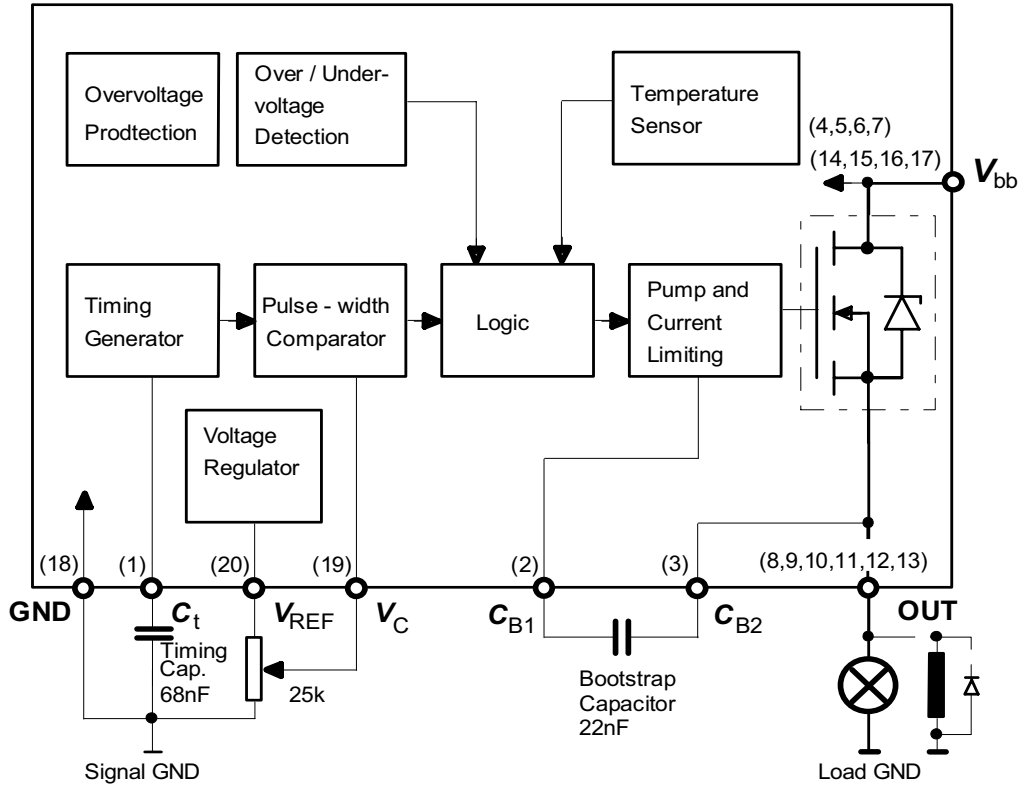 Overvoltage
Prodtection
Over / Under-
voltage
Detection
Temperature
Sensor
(4,5,6,7)
(14,15,16,17)
Vbb
Timing
Generator
Pulse - width
Comparator
Logic
Pump and
Current
Limiting
Voltage
Regulator
(18)
(1)
(20)
(19)
(2)
(3)
(8,9,10,11,12,13)
GND
Ct
VREF
VC
CB1
CB2
OUT
Timing
Cap.
68nF
25k
Bootstrap
Capacitor
22nF
Signal GND
Load GND